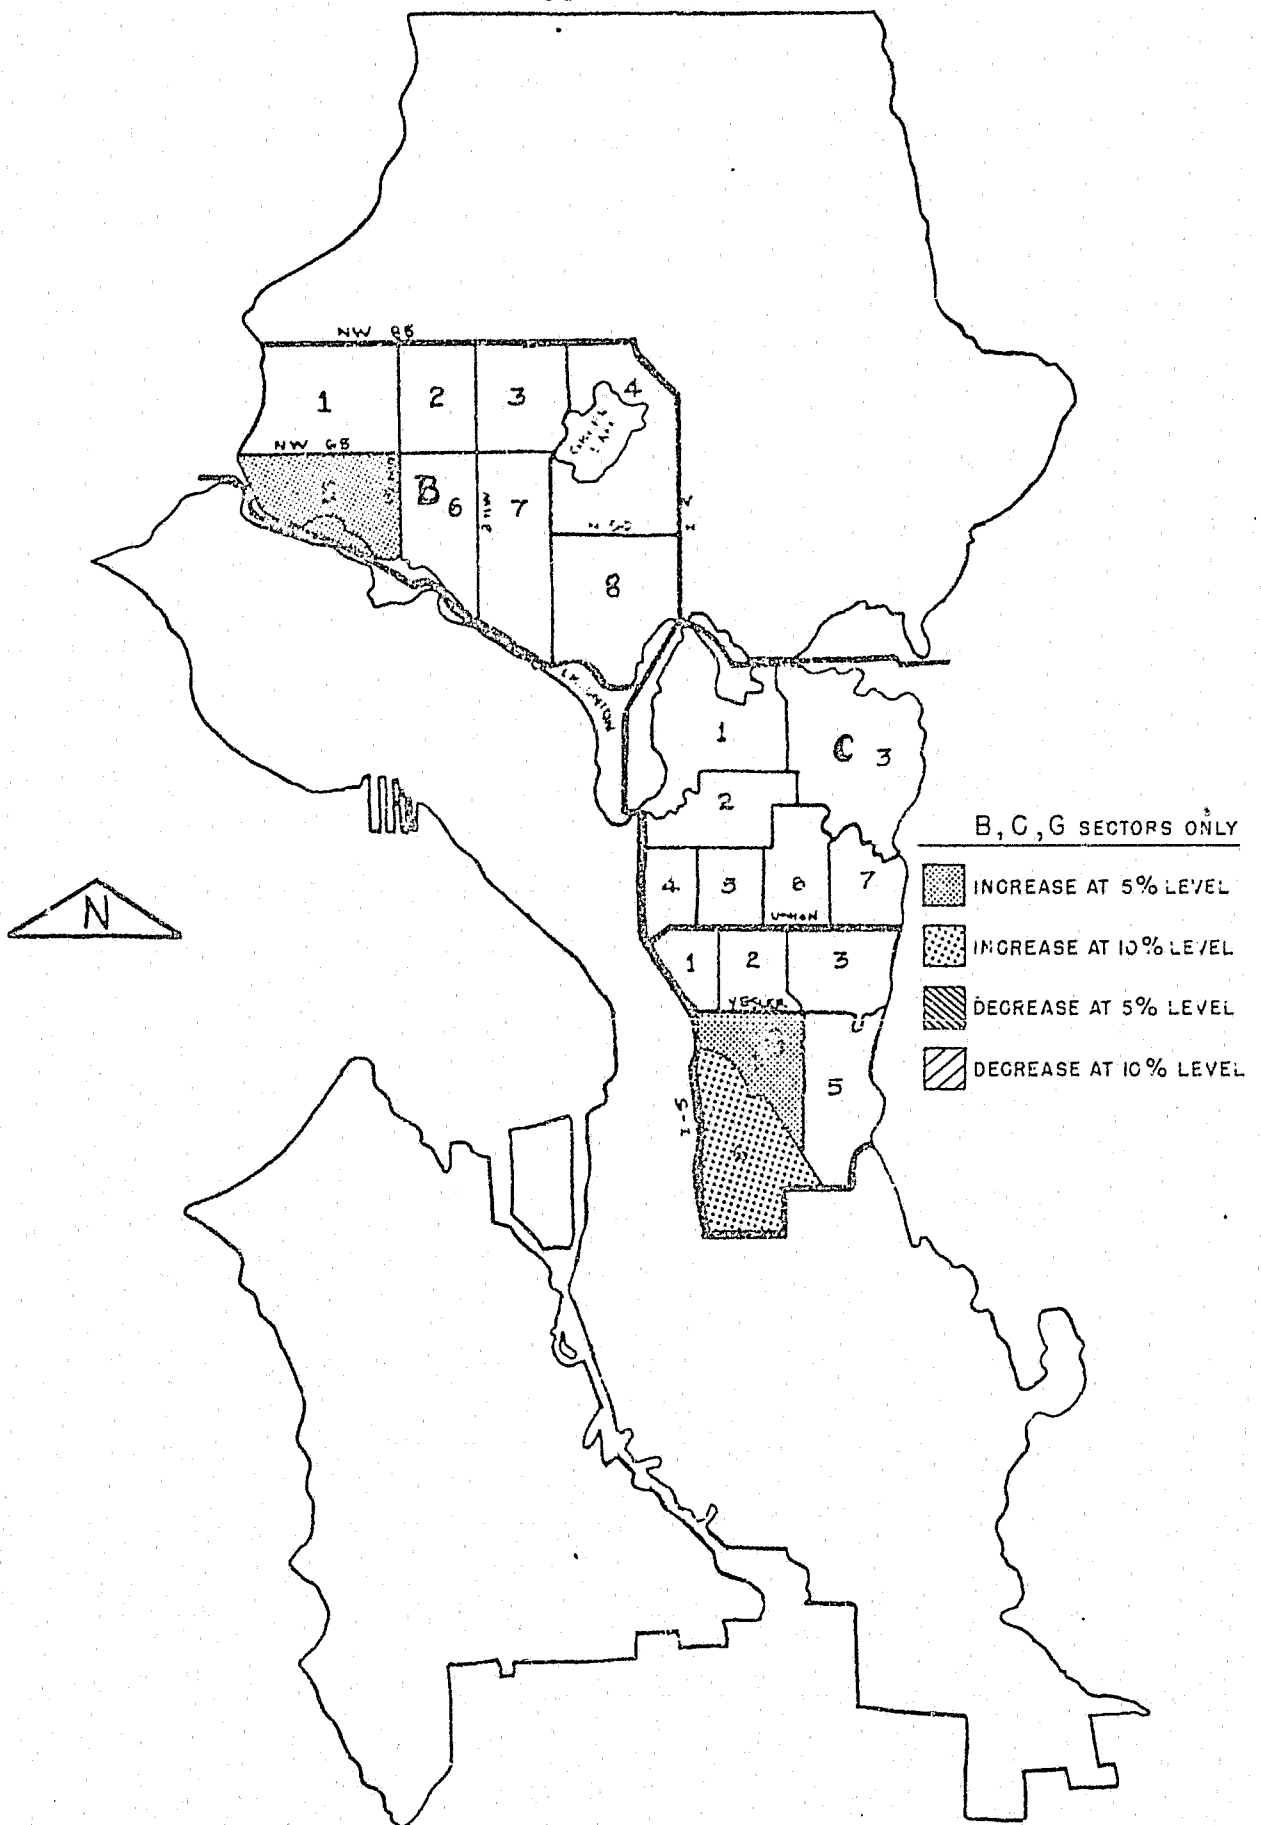 NW 85
1
2
3
4
NW 65
B
6
7
8
1
C
3
2
B, C, G SECTORS ONLY
4
5
6
7
INCREASE AT 5% LEVEL
UNION
N
1
2
3
INCREASE AT 10% LEVEL
YESLER
DECREASE AT 5% LEVEL
5
DECREASE AT 10% LEVEL
I-5